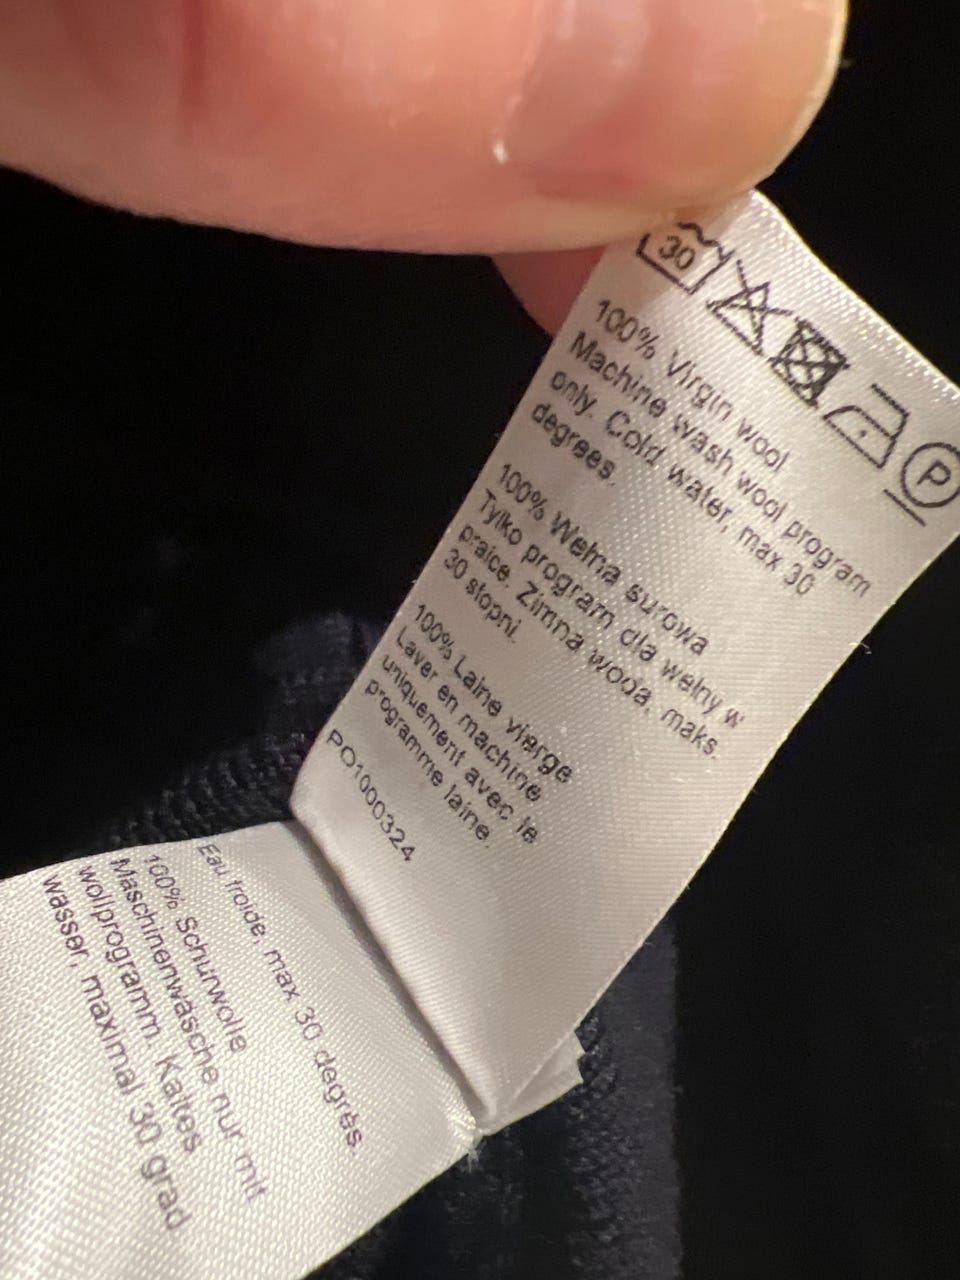 30
P
100% Virgin wool
Machine wash wool program
only. Cold water, max 30
degrees.
100% Wełna surowa
Tylko program dla wełny w
praice. Zimna woda, maks.
30 stopni.
100% Laine vierge
Laver en machine
uniquement avec le
programme laine.
PO1000324
Eau froide, max 30 degrés.
100% Schurwolle
Maschinenwasche nur mit
wollprogramm. Kaltes
wasser, maximal 30 grad